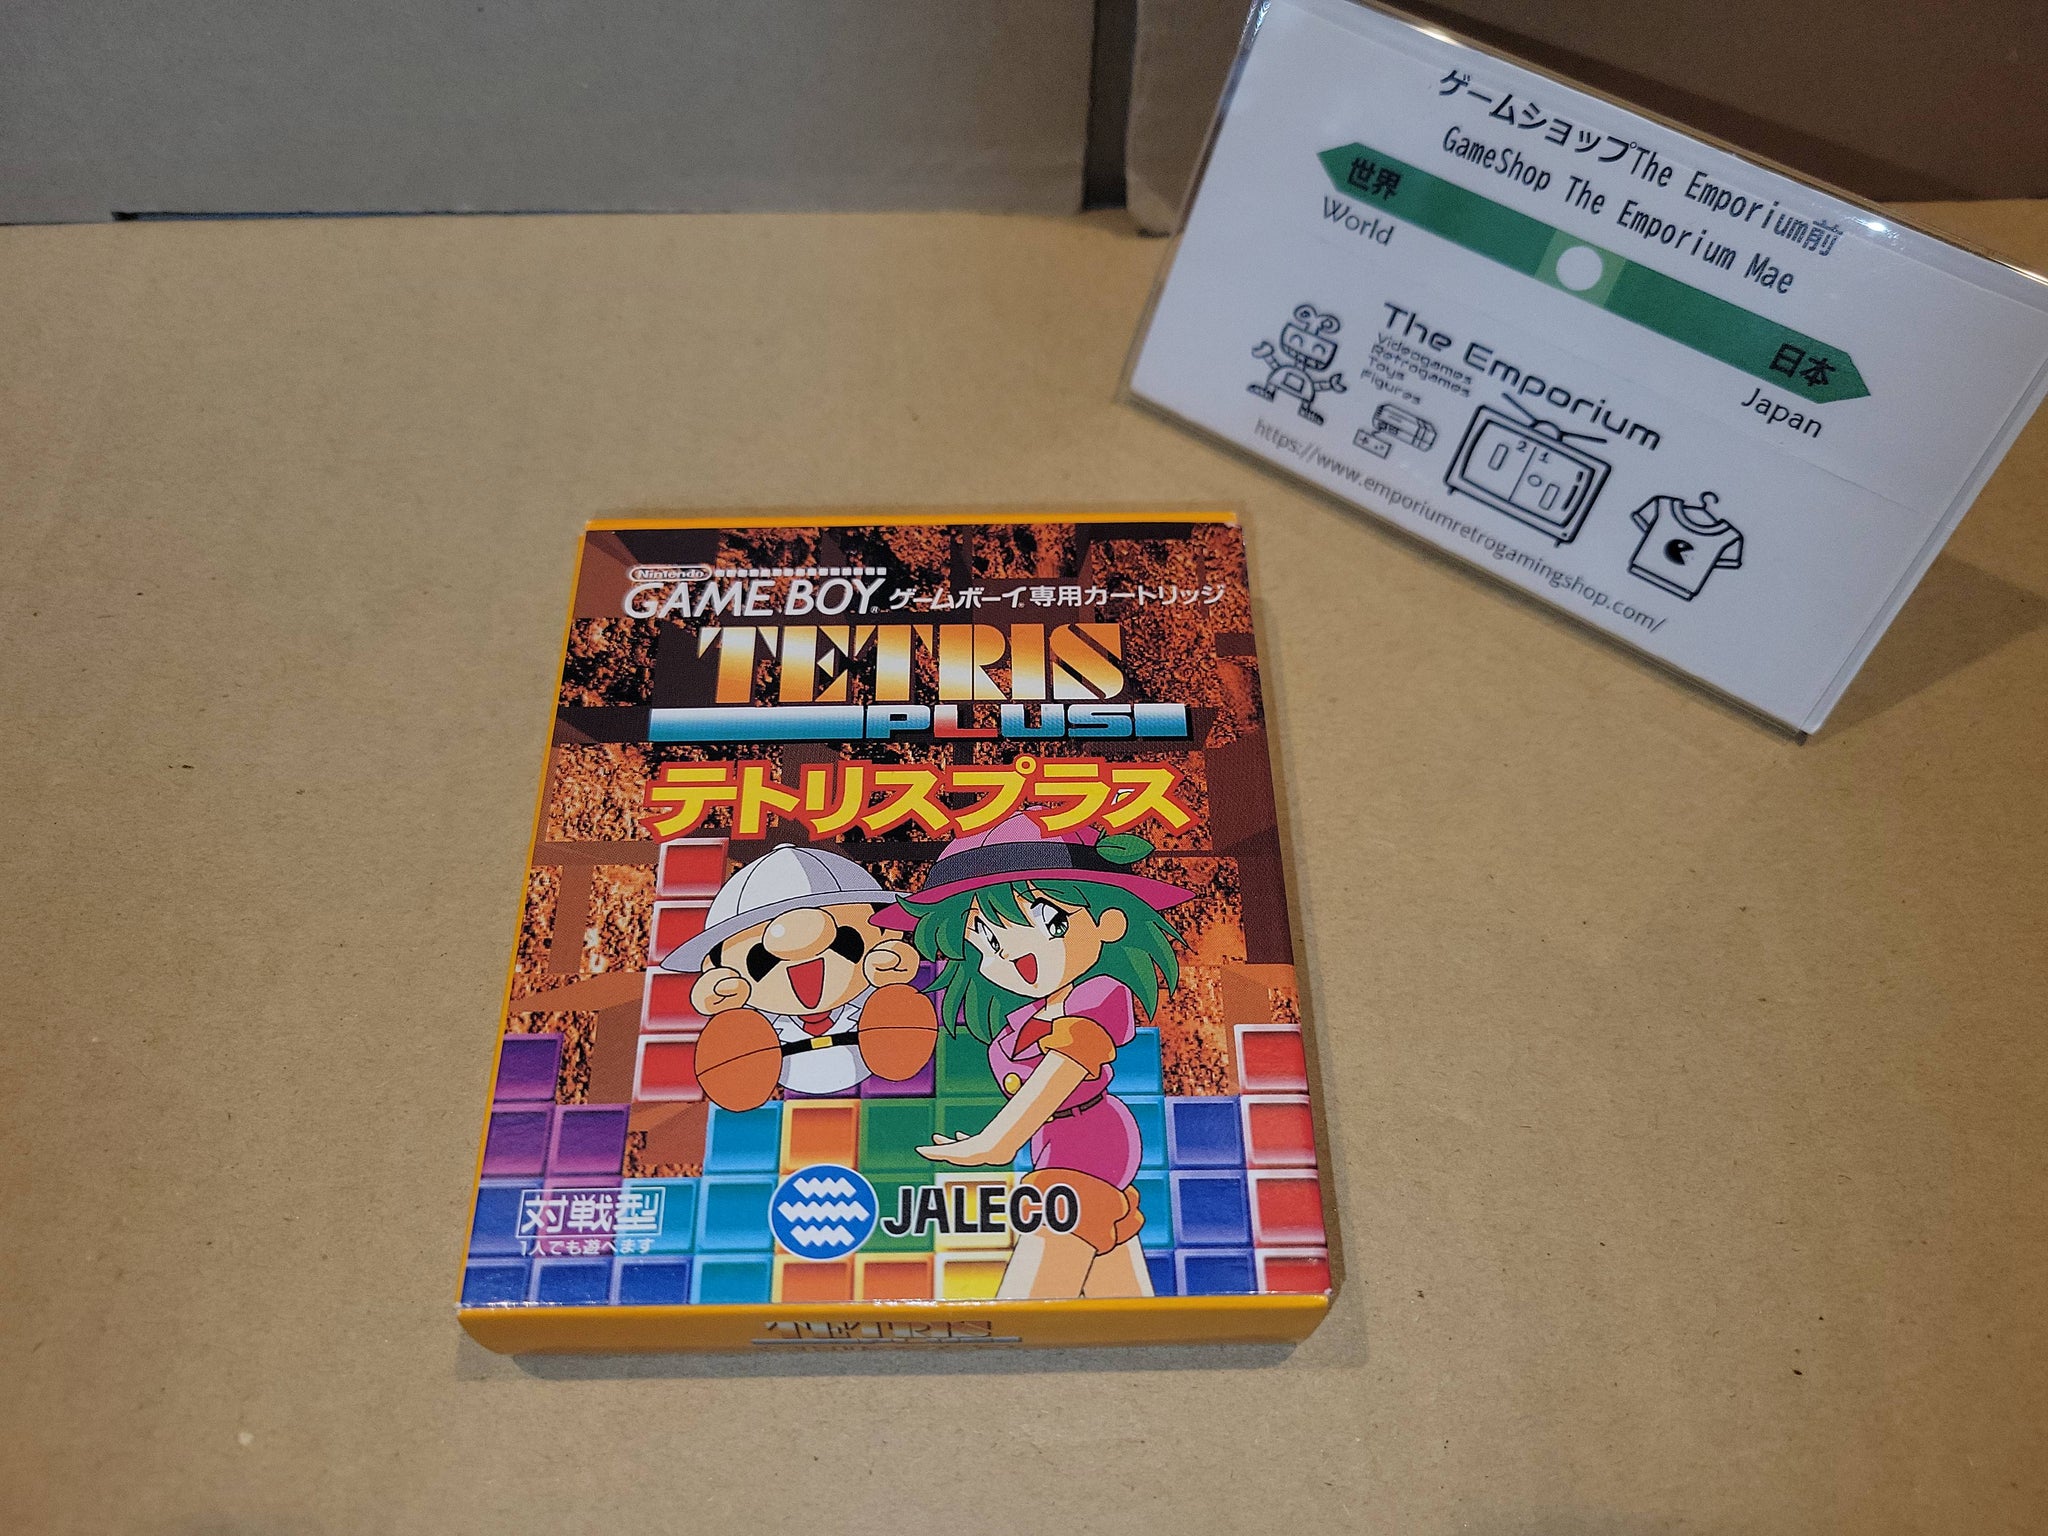 ゲームショップThe Emporium前
GameShop The Emporium Mae
世界
日本
World
Japan
The Emporium
Videogames
Retrogames
Toys
Figures
2 1
https://www.emporiumretrogamingshop.com/
Nintendo
GAME BOY® ゲームボーイ®専用カートリッジ
TETRIS
PLUS
テトリスプラス
対戦型
1人でも遊べます
JALECO
TETRIS